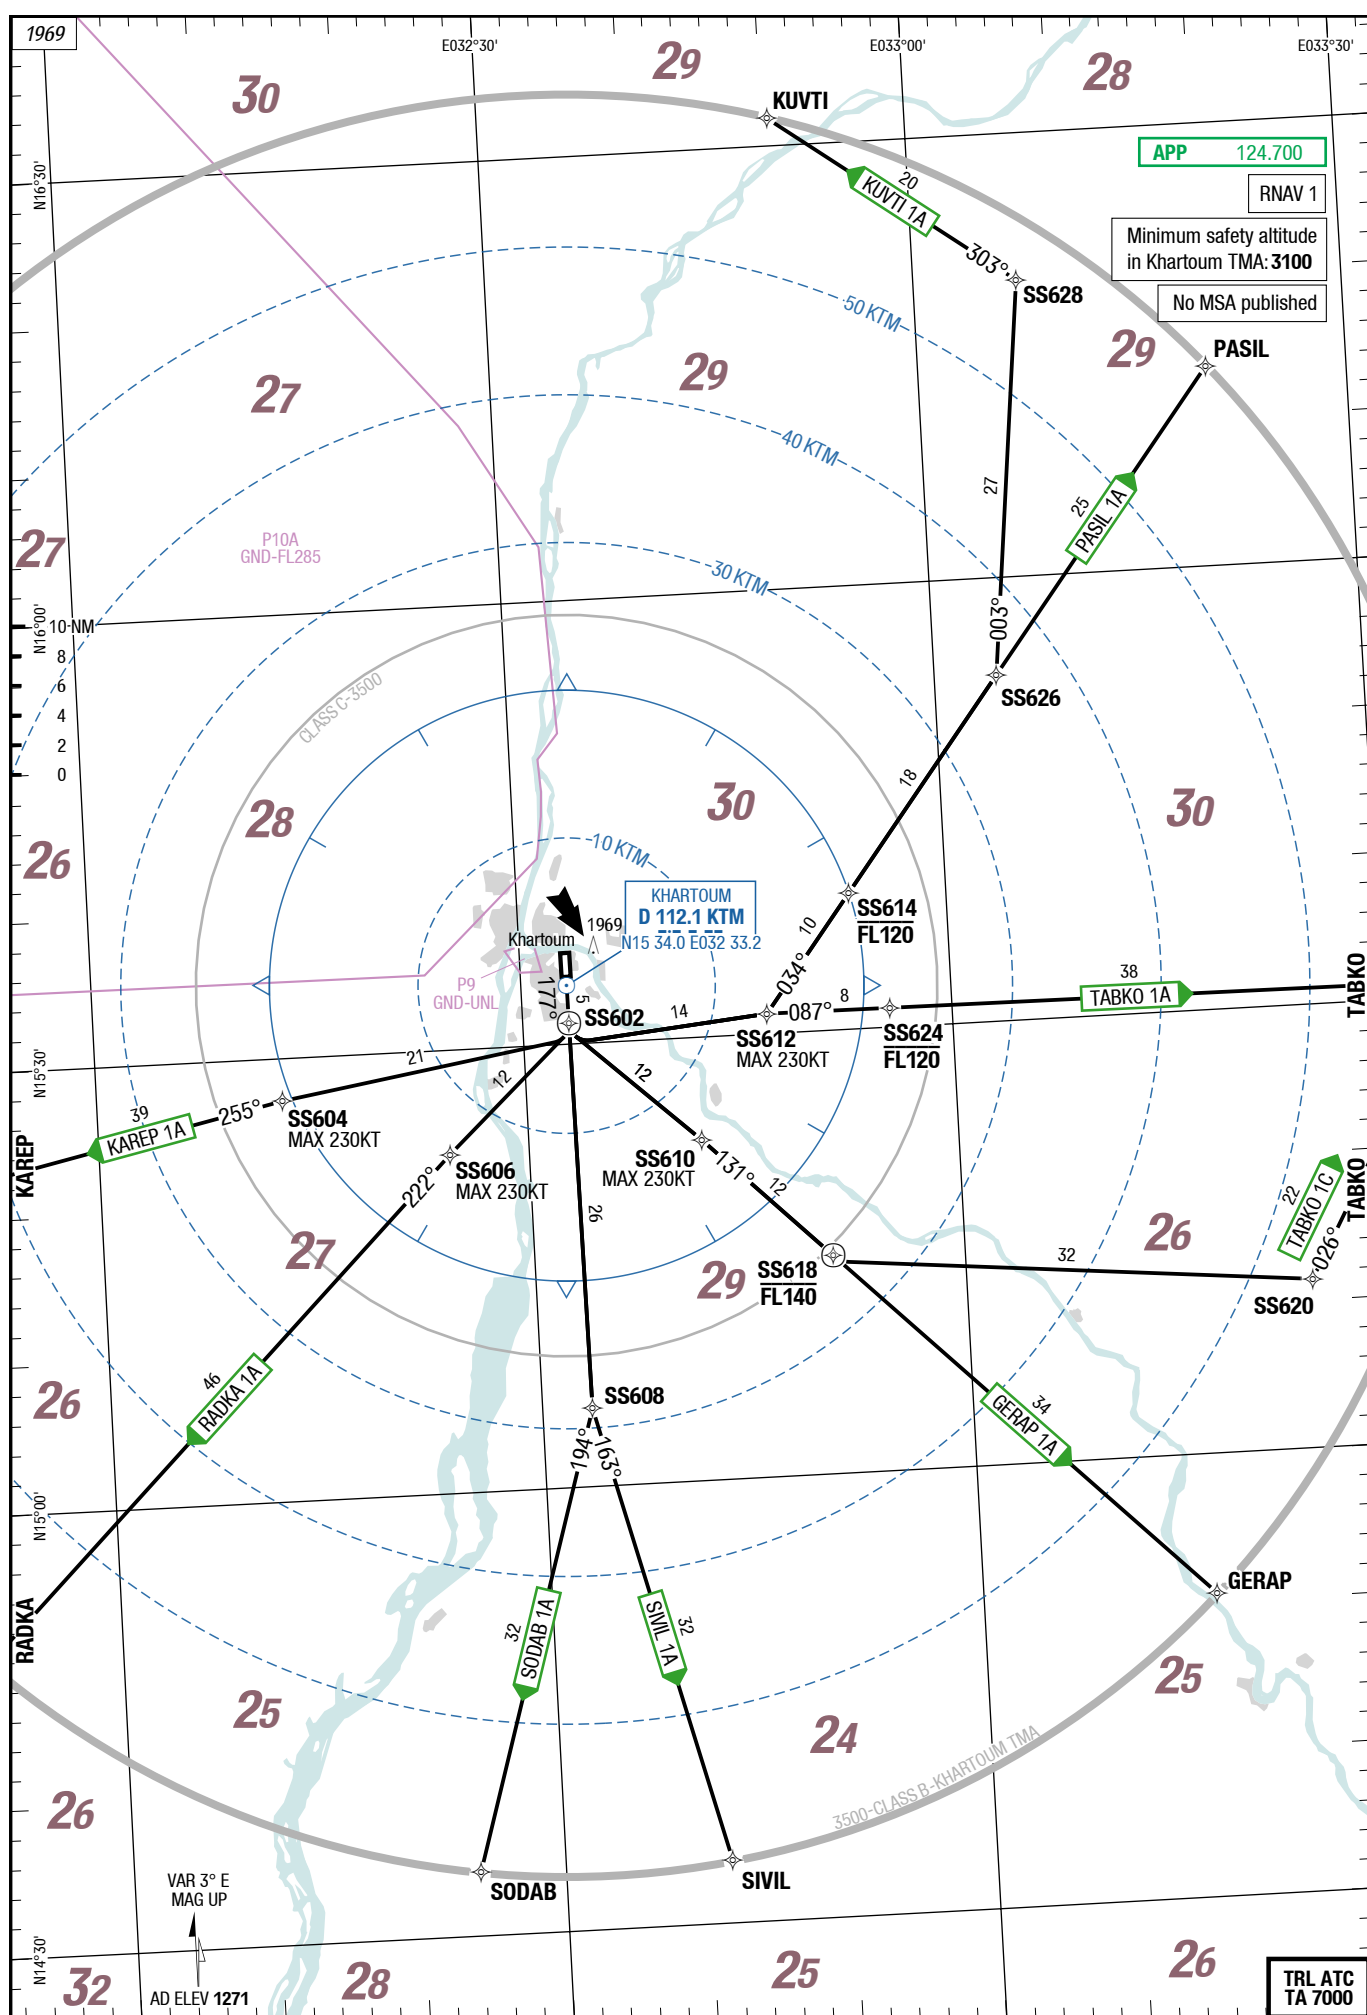 1969
E032°30'
E033°00'
E033°30'
29
28
30
KUVTI
APP 124.700
RNAV 1
Minimum safety altitude
in Khartoum TMA: 3100
No MSA published
N16°30'
20
KUVTI 1A
303°
SS628
50 KTM
29
PASIL
29
27
40 KTM
27
25
PASIL 1A
27
P10A
GND-FL285
30 KTM
003°
N16°00'
10 NM
8
6
4
2
0
SS626
CLASS C-3500
18
28
30
30
26
10 KTM
KHARTOUM
D 112.1 KTM
N15 34.0 E032 33.2
1969
Khartoum
SS614
FL120
10
034°
P9
GND-UNL
177°
5
SS602
14
SS612
MAX 230KT
087°
8
SS624
FL120
38
TABKO 1A
TABKO
N15°30'
21
12
12
39
KAREP 1A
255°
KAREP
SS604
MAX 230KT
SS606
MAX 230KT
222°
SS610
MAX 230KT
131°
12
26
22
TABKO 1C
026°
TABKO
26
27
29
SS618
FL140
32
SS620
46
RADKA 1A
26
SS608
34
GERAP 1A
194°
163°
N15°00'
RADKA
GERAP
32
SODAB 1A
32
SIVIL 1A
25
25
24
3500-CLASS B-KHARTOUM TMA
26
SODAB
SIVIL
VAR 3° E
MAG UP
N14°30'
32
AD ELEV 1271
28
25
26
TRL ATC
TA 7000